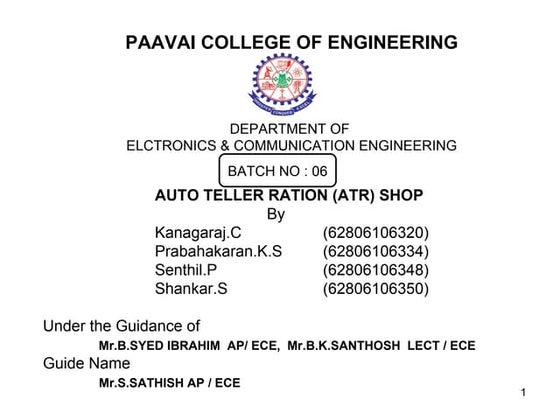 PAAVAI COLLEGE OF ENGINEERING
DEPARTMENT OF
ELCTRONICS & COMMUNICATION ENGINEERING
BATCH NO : 06
AUTO TELLER RATION (ATR) SHOP
By
Kanagaraj.C (62806106320)
Prabahakaran.K.S (62806106334)
Senthil.P (62806106348)
Shankar.S (62806106350)
Under the Guidance of
Mr.B.SYED IBRAHIM AP/ ECE, Mr.B.K.SANTHOSH LECT / ECE
Guide Name
Mr.S.SATHISH AP / ECE
1